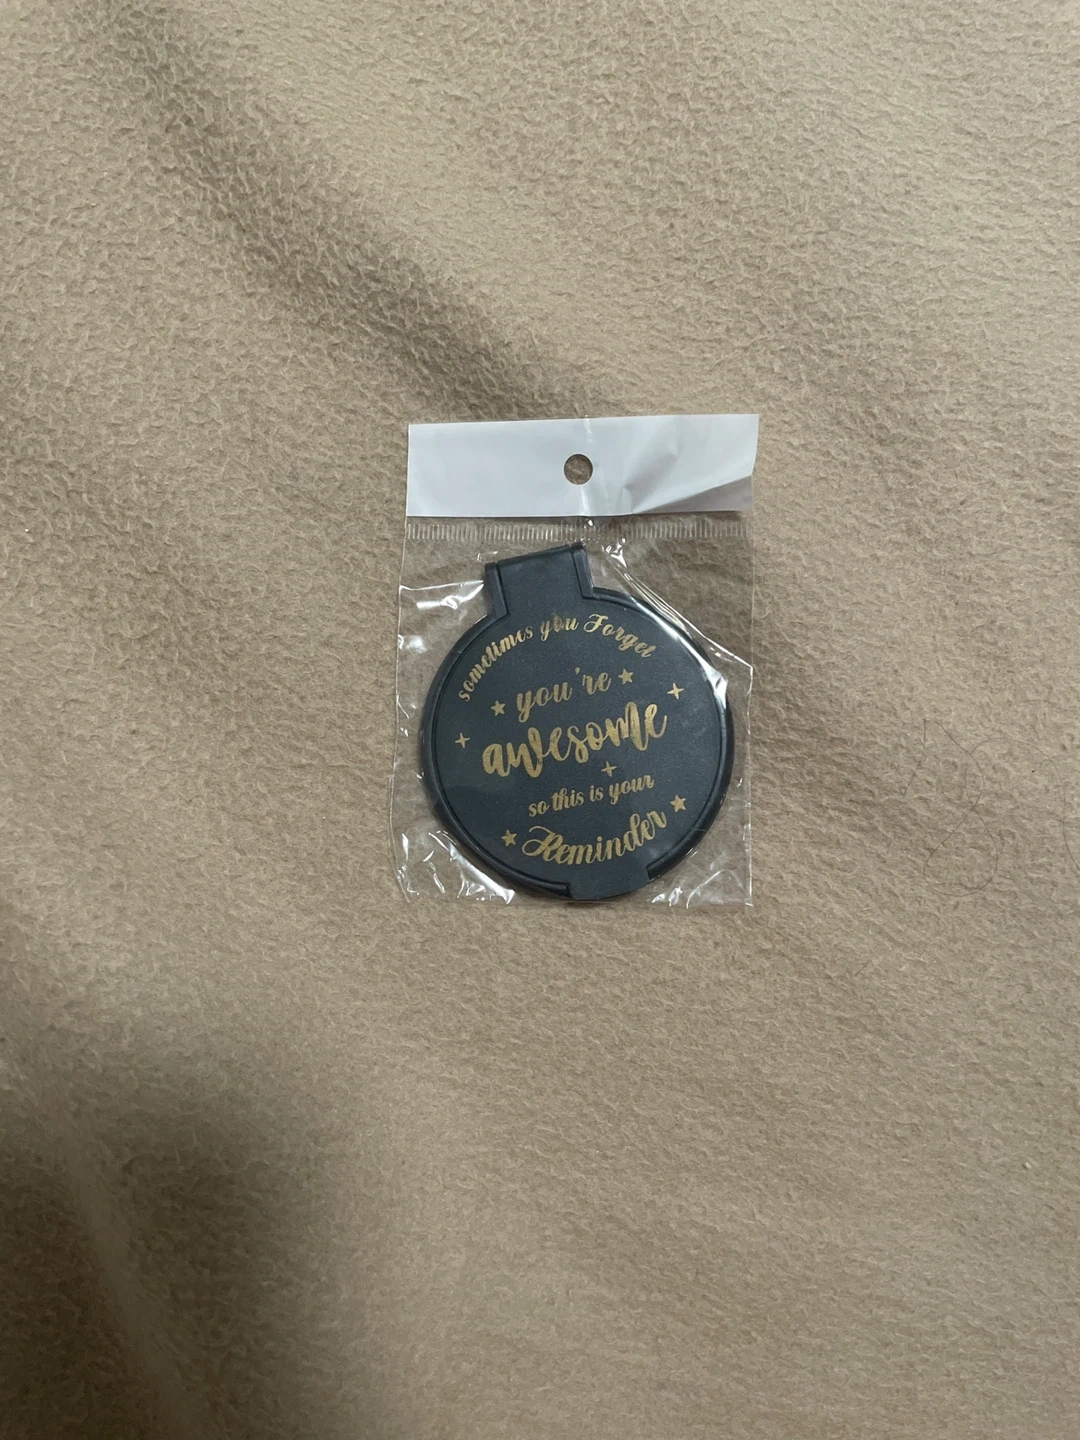 sometimes you Forget
you're
awesome
so this is your
Reminder